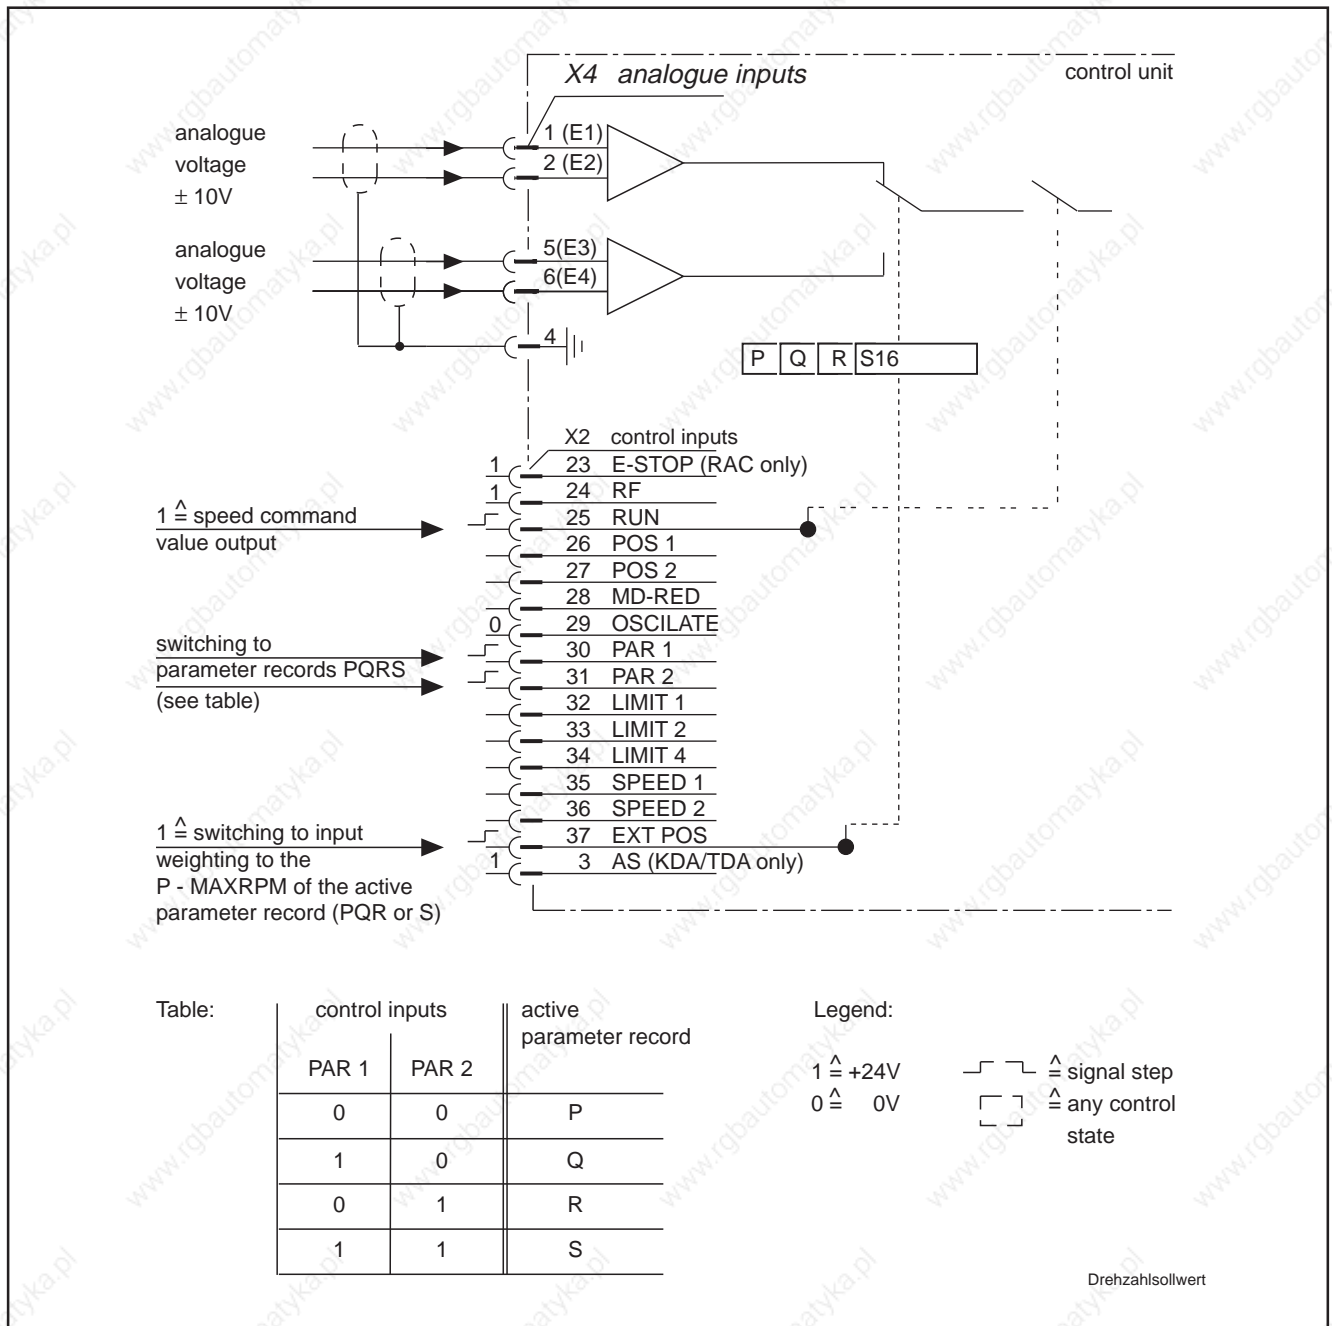 X4 analogue inputs
control unit
analogue
voltage
± 10V
1 (E1)
2 (E2)
analogue
voltage
± 10V
5(E3)
6(E4)
4
P Q R S16
X2 control inputs
1 23 E-STOP (RAC only)
1 24 RF
25 RUN
1 ≙ speed command
value output
26 POS 1
27 POS 2
28 MD-RED
0 29 OSCILATE
switching to
parameter records PQRS
(see table)
30 PAR 1
31 PAR 2
32 LIMIT 1
33 LIMIT 2
34 LIMIT 4
35 SPEED 1
36 SPEED 2
37 EXT POS
1 ≙ switching to input
weighting to the
P - MAXRPM of the active
parameter record (PQR or S)
1 3 AS (KDA/TDA only)
Table:
control inputs
active
parameter record
PAR 1 PAR 2
0 0 P
1 0 Q
0 1 R
1 1 S
Legend:
1 ≙ +24V
0 ≙ 0V
≙ signal step
≙ any control
state
Drehzahlsollwert
www.rgbautomatyka.pl